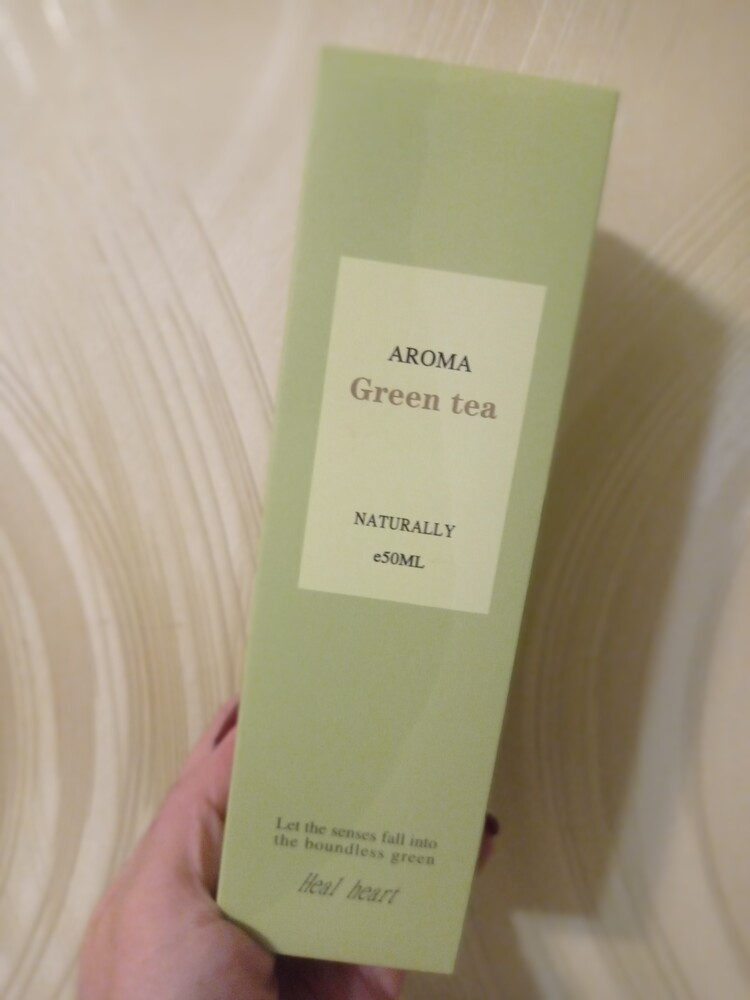 AROMA
Green tea
NATURALLY
e50ML
Let the senses fall into
the boundless green
Heal heart